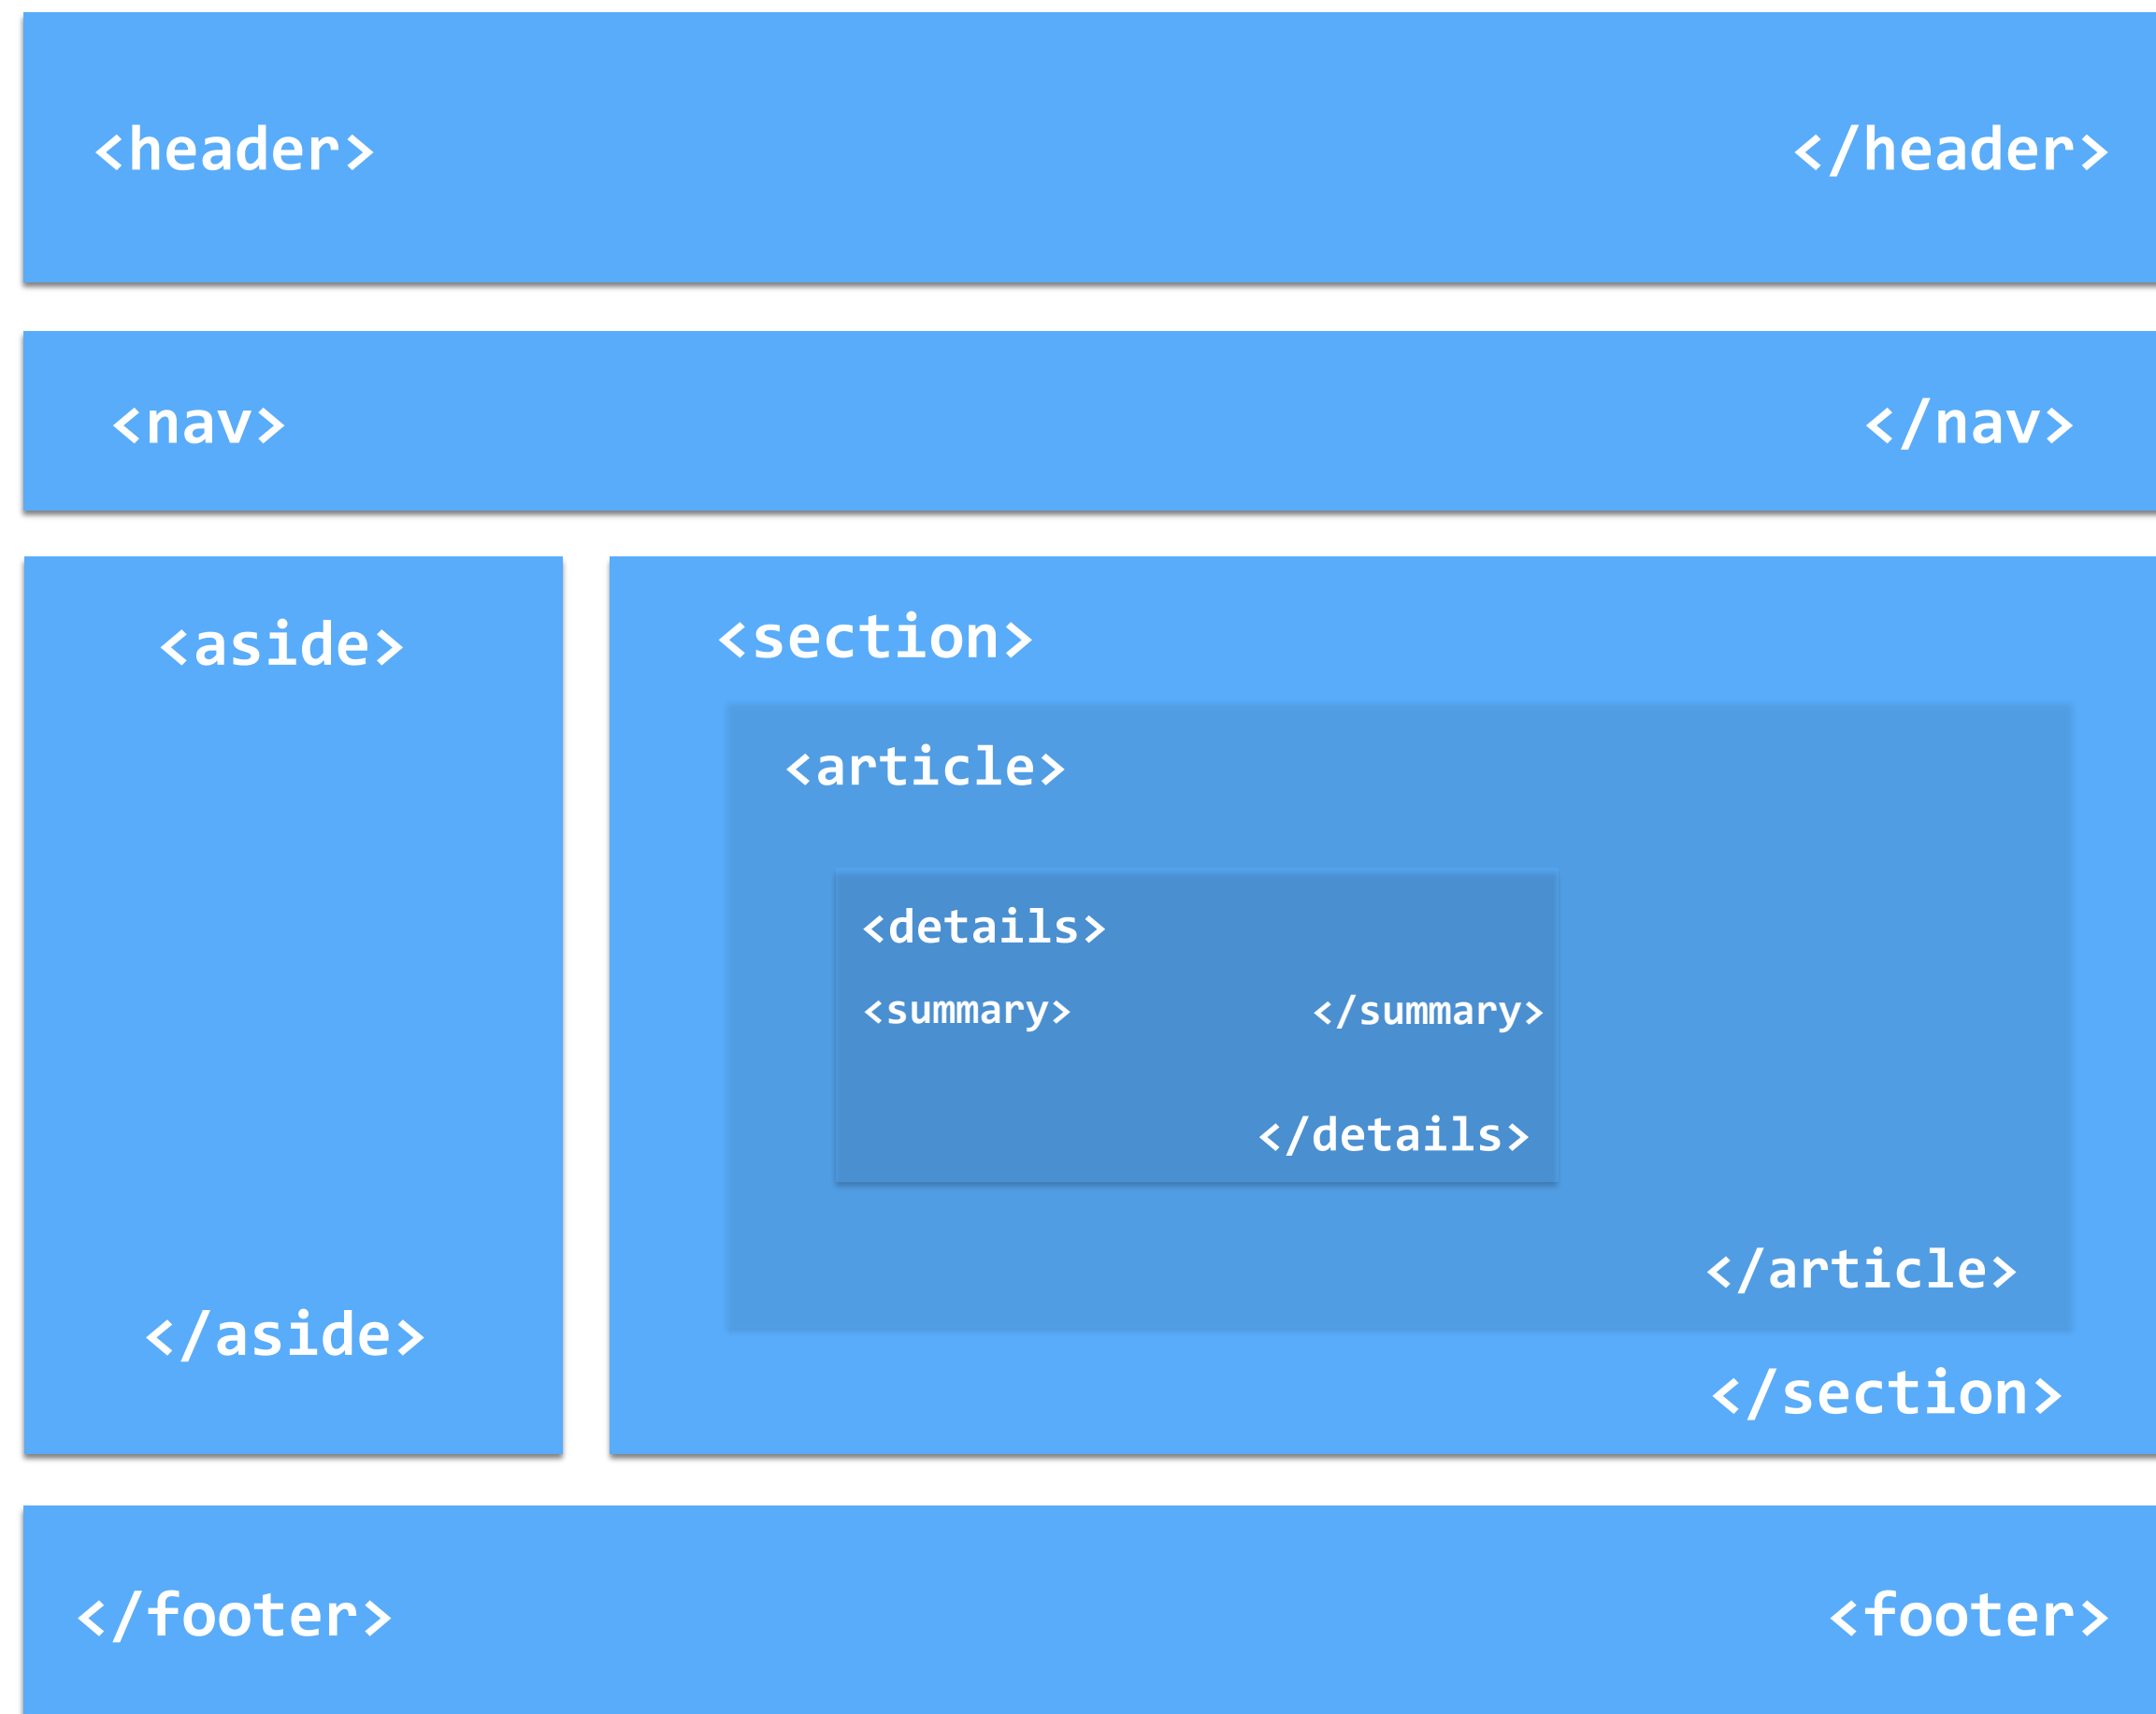 <header> </header>
<nav> </nav>
<aside>
</aside>
<section>
<article>
<details>
<summary> </summary>
</details>
</article>
</section>
</footer> <footer>